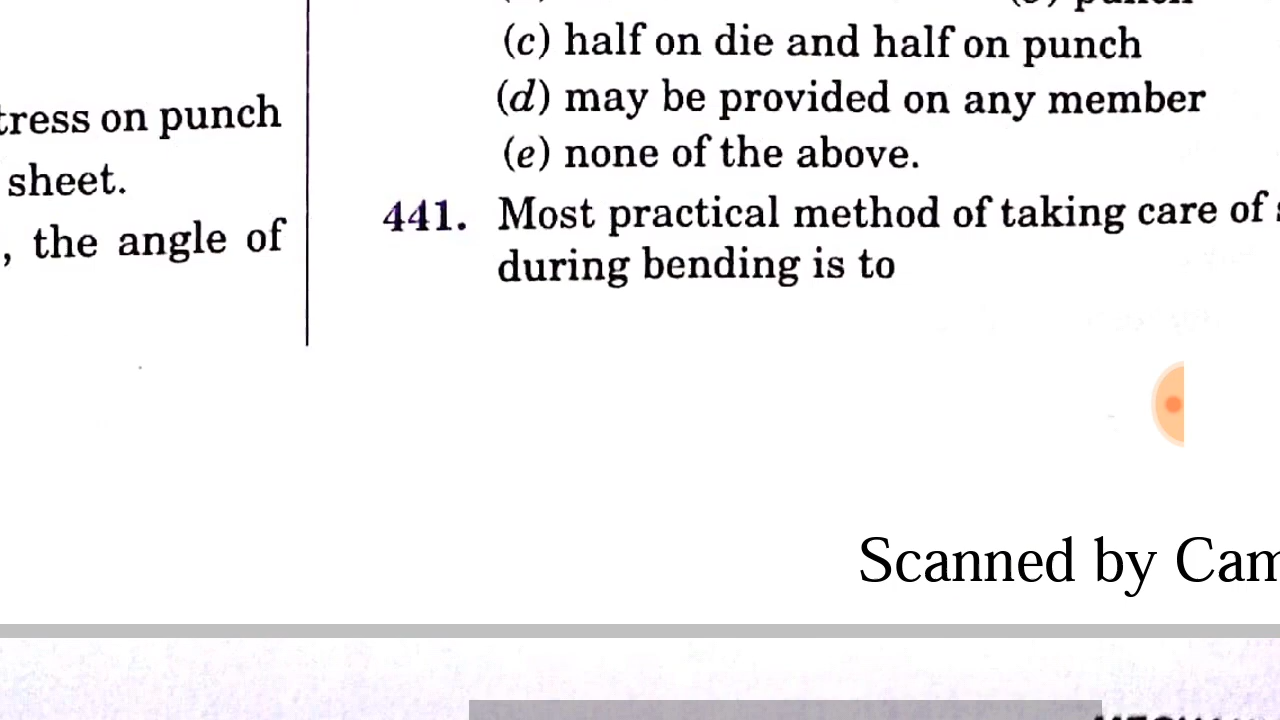 tress on punch
sheet.
, the angle of
punch
(c) half on die and half on punch
(d) may be provided on any member
(e) none of the above.
441. Most practical method of taking care of
during bending is to
Scanned by Cam